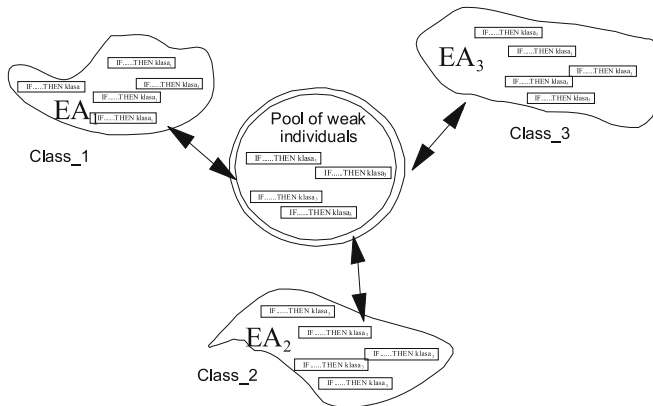 IF......THEN klasa
IF......THEN klasa
IF......THEN klasa
IF......THEN klasa
IF......THEN klasa
EA
Class_1
Pool of weak
individuals
IF......THEN klasa
IF......THEN klasa
IF......THEN klasa
IF......THEN klasa
EA₃
IF......THEN klasa
IF......THEN klasa
IF......THEN klasa
IF......THEN klasa
IF......THEN klasa
Class_3
EA₂
IF......THEN klasa
IF......THEN klasa
IF......THEN klasa
IF......THEN klasa
IF......THEN klasa
Class_2